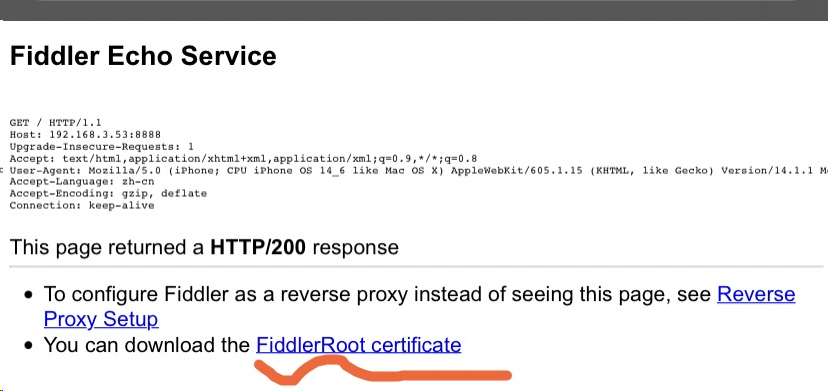 Fiddler Echo Service
GET / HTTP/1.1
Host: 192.168.3.53:8888
Upgrade-Insecure-Requests: 1
Accept: text/html,application/xhtml+xml,application/xml;q=0.9,*/*;q=0.8
User-Agent: Mozilla/5.0 (iPhone; CPU iPhone OS 14_6 like Mac OS X) AppleWebKit/605.1.15 (KHTML, like Gecko) Version/14.1.1
Accept-Language: zh-cn
Accept-Encoding: gzip, deflate
Connection: keep-alive
This page returned a HTTP/200 response
• To configure Fiddler as a reverse proxy instead of seeing this page, see Reverse
Proxy Setup
• You can download the FiddlerRoot certificate